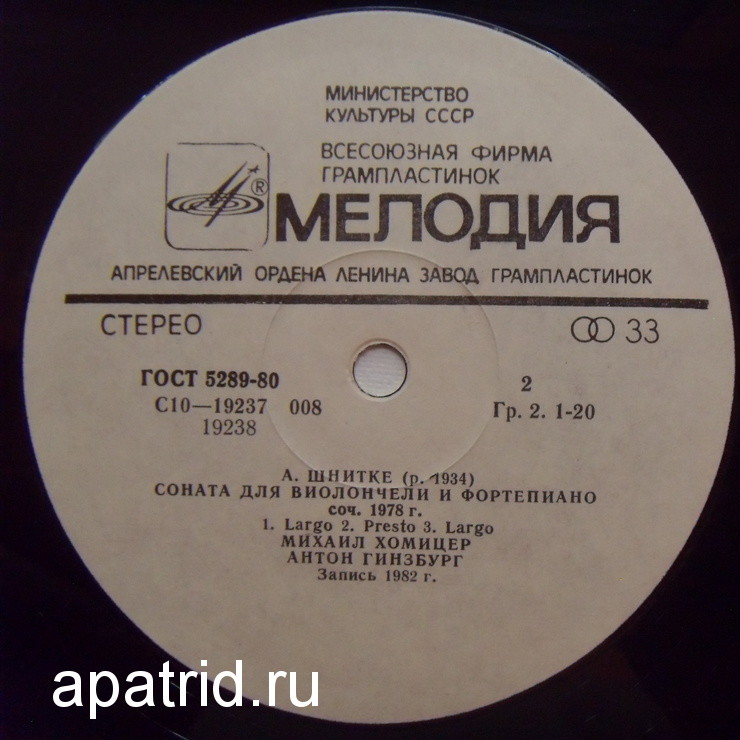 МИНИСТЕРСТВО
КУЛЬТУРЫ СССР
ВСЕСОЮЗНАЯ ФИРМА
ГРАМПЛАСТИНОК
®
МЕЛОДИЯ
АПРЕЛЕВСКИЙ ОРДЕНА ЛЕНИНА ЗАВОД ГРАМПЛАСТИНОК
СТЕРЕО 33
ГОСТ 5289-80 2
С10—19237 008 Гр. 2. 1-20
19238
А. ШНИТКЕ (р. 1934)
СОНАТА ДЛЯ ВИОЛОНЧЕЛИ И ФОРТЕПИАНО
соч. 1978 г.
1. Largo 2. Presto 3. Largo
МИХАИЛ ХОМИЦЕР
АНТОН ГИНЗБУРГ
Запись 1982 г.
apatrid.ru